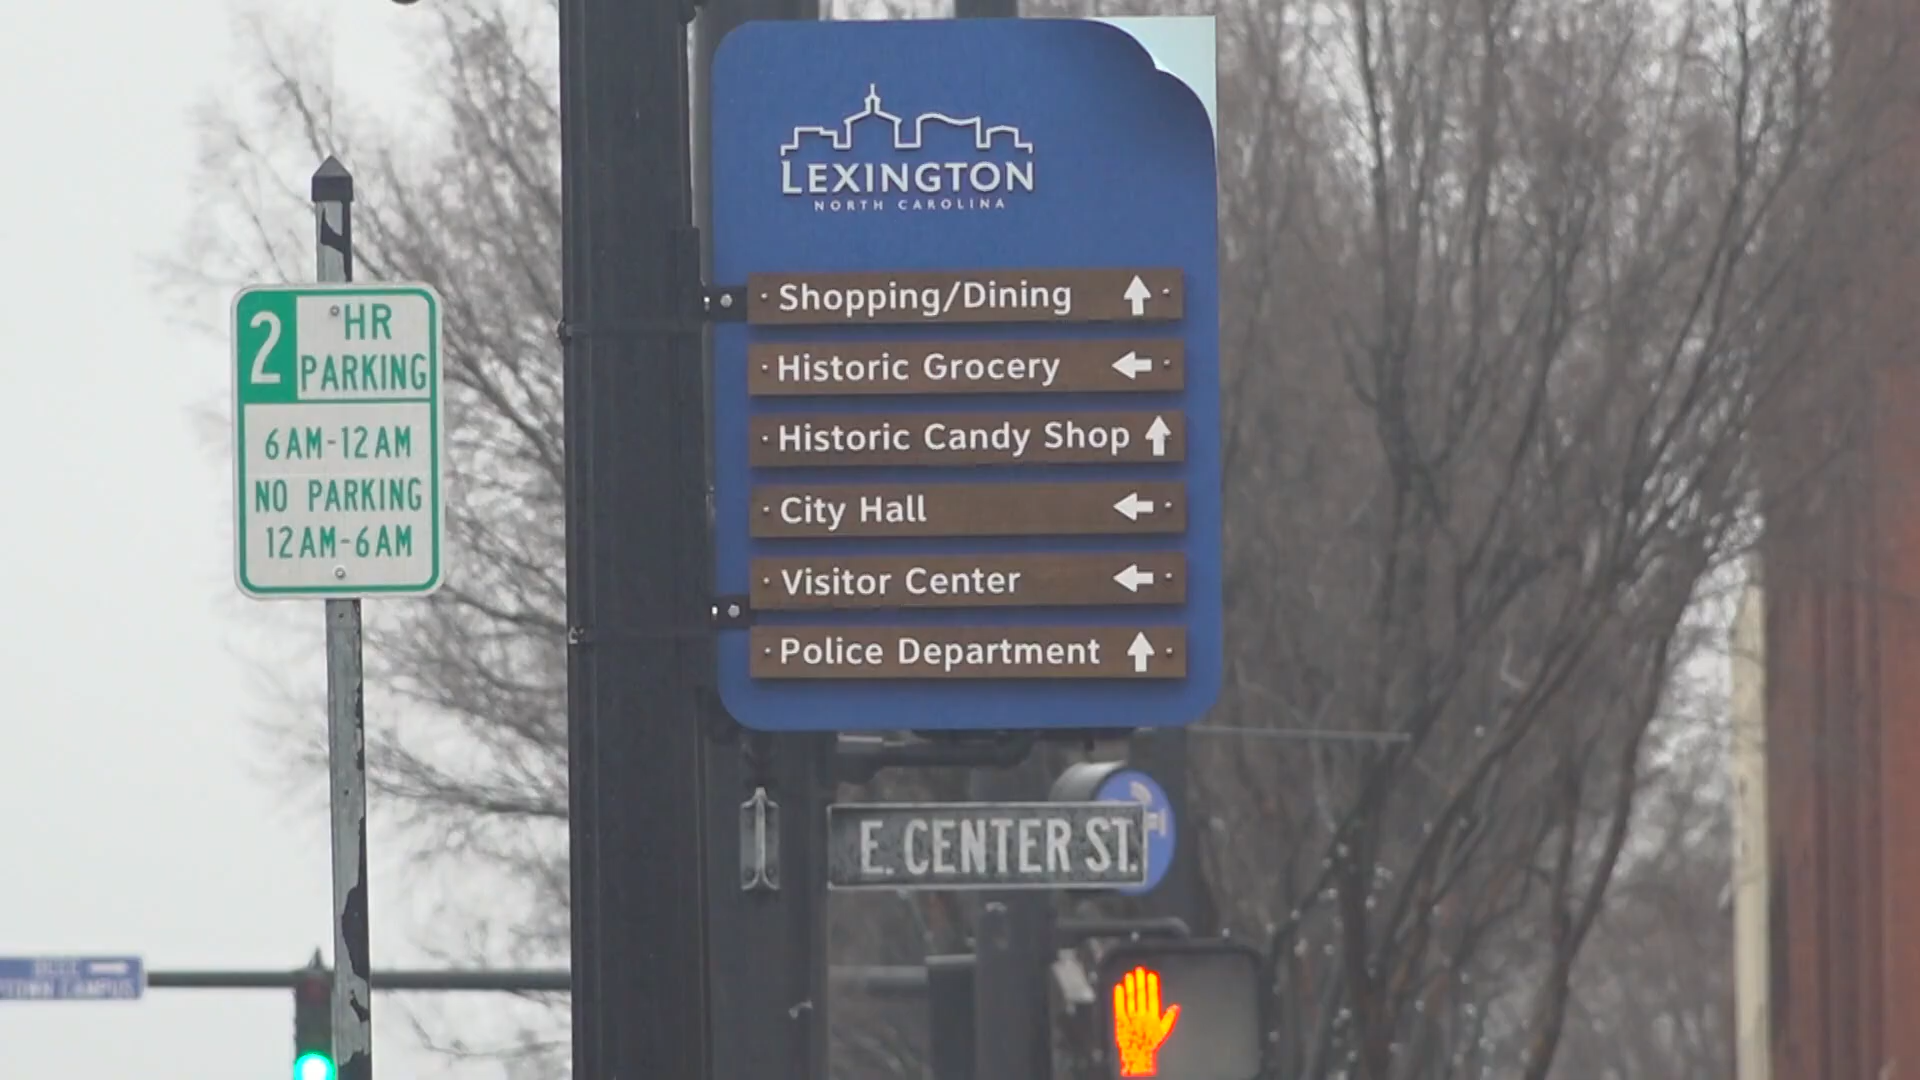 LEXINGTON
NORTH CAROLINA
Shopping/Dining
Historic Grocery
Historic Candy Shop
City Hall
Visitor Center
Police Department
2 HR
PARKING
6AM-12AM
NO PARKING
12AM-6AM
E. CENTER ST.
CAMPUS